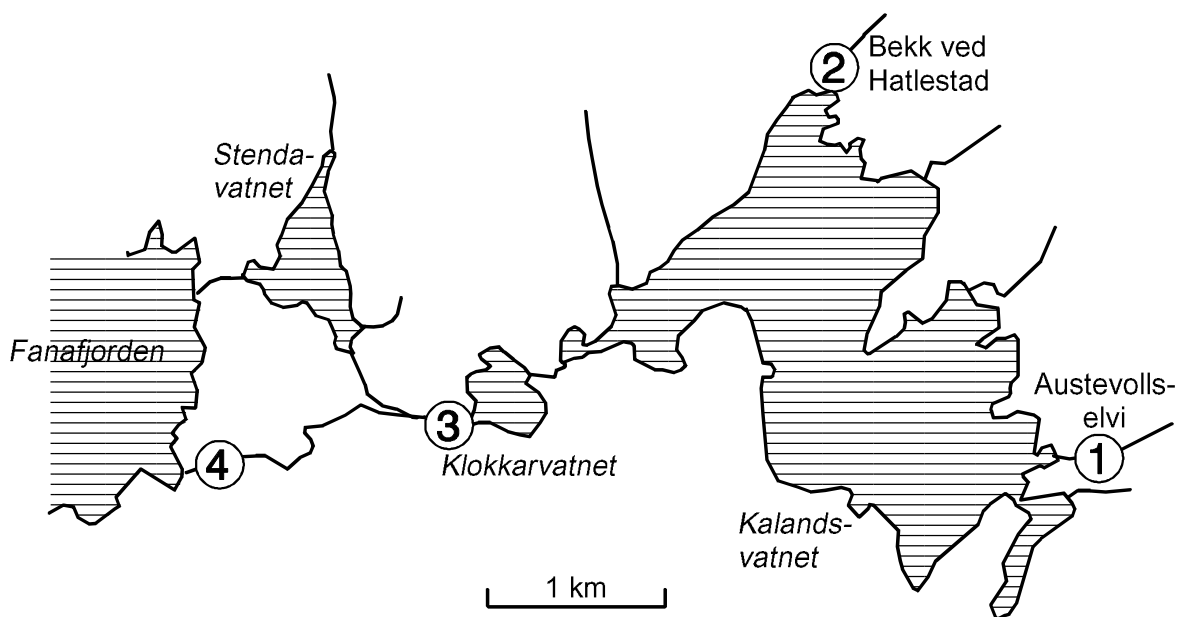 2
Bekk ved
Hatlestad
Stenda-
vatnet
Fanafjorden
Austevolls-
elvi
1
3
4
Klokkarvatnet
Kalands-
vatnet
1 km